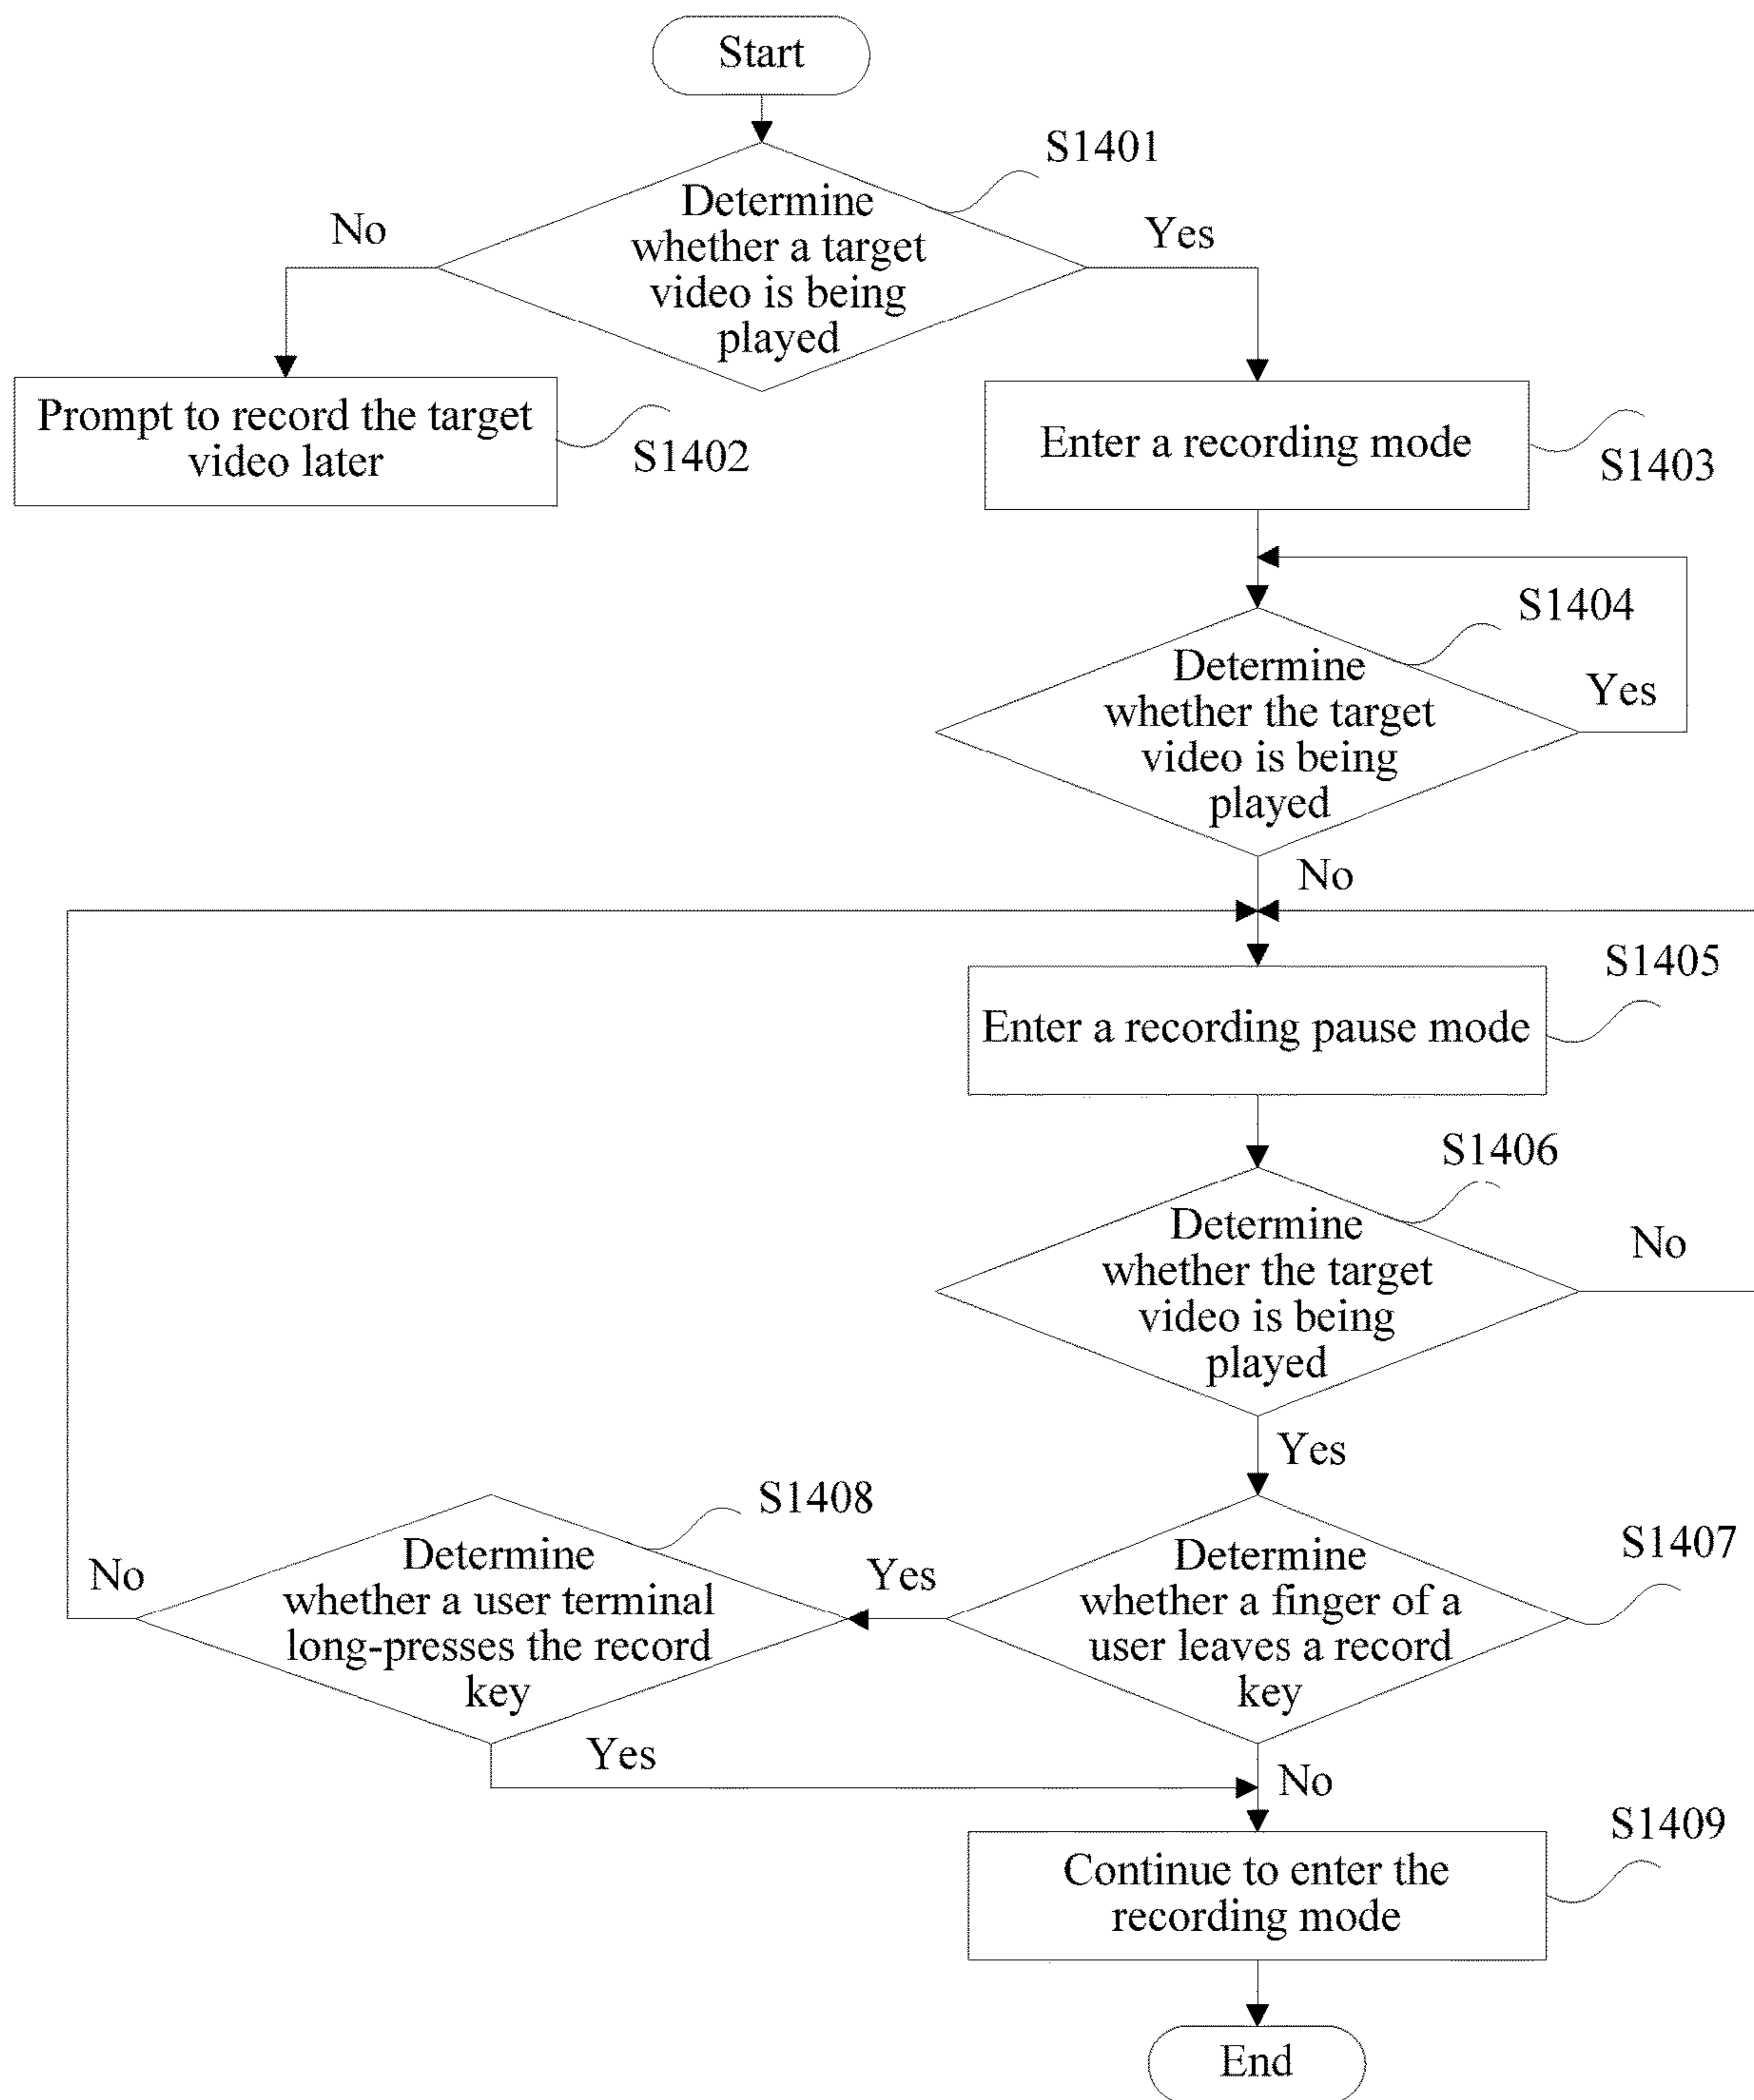 Start
S1401
Determine
whether a target
video is being
played
No
Yes
Prompt to record the target
video later
S1402
Enter a recording mode
S1403
S1404
Determine
whether the target
video is being
played
Yes
No
S1405
Enter a recording pause mode
S1406
Determine
whether the target
video is being
played
No
Yes
S1408
Determine
whether a user terminal
long-presses the record
key
No
Yes
S1407
Determine
whether a finger of a
user leaves a record
key
Yes
No
S1409
Continue to enter the
recording mode
End